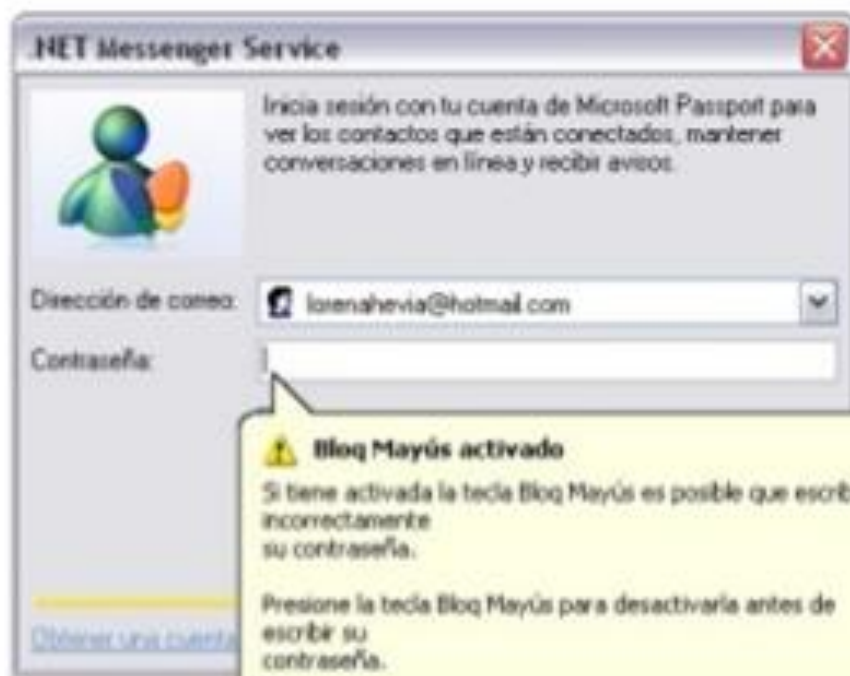 .NET Messenger Service
Inicia sesión con tu cuenta de Microsoft Passport para
ver los contactos que están conectados, mantener
conversaciones en línea y recibir avisos.
Dirección de correo: lorenahevia@hotmail.com
Contraseña:
Bloq Mayús activado
Si tiene activada la tecla Bloq Mayús es posible que escrib
incorrectamente
su contraseña.
Presione la tecla Bloq Mayús para desactivarla antes de
escribir su
contraseña.
Obtener una cuenta